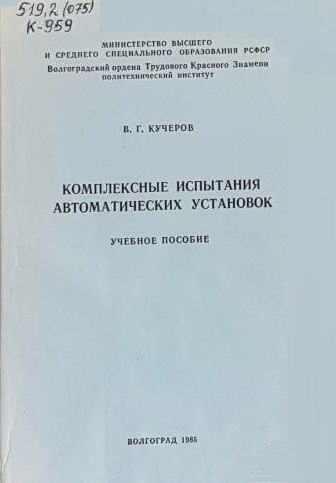 519,2 (075)
К-959
МИНИСТЕРСТВО ВЫСШЕГО
И СРЕДНЕГО СПЕЦИАЛЬНОГО ОБРАЗОВАНИЯ РСФСР
Волгоградский ордена Трудового Красного Знамени
политехнический институт
В. Г. КУЧЕРОВ
КОМПЛЕКСНЫЕ ИСПЫТАНИЯ
АВТОМАТИЧЕСКИХ УСТАНОВОК
УЧЕБНОЕ ПОСОБИЕ
ВОЛГОГРАД 1985